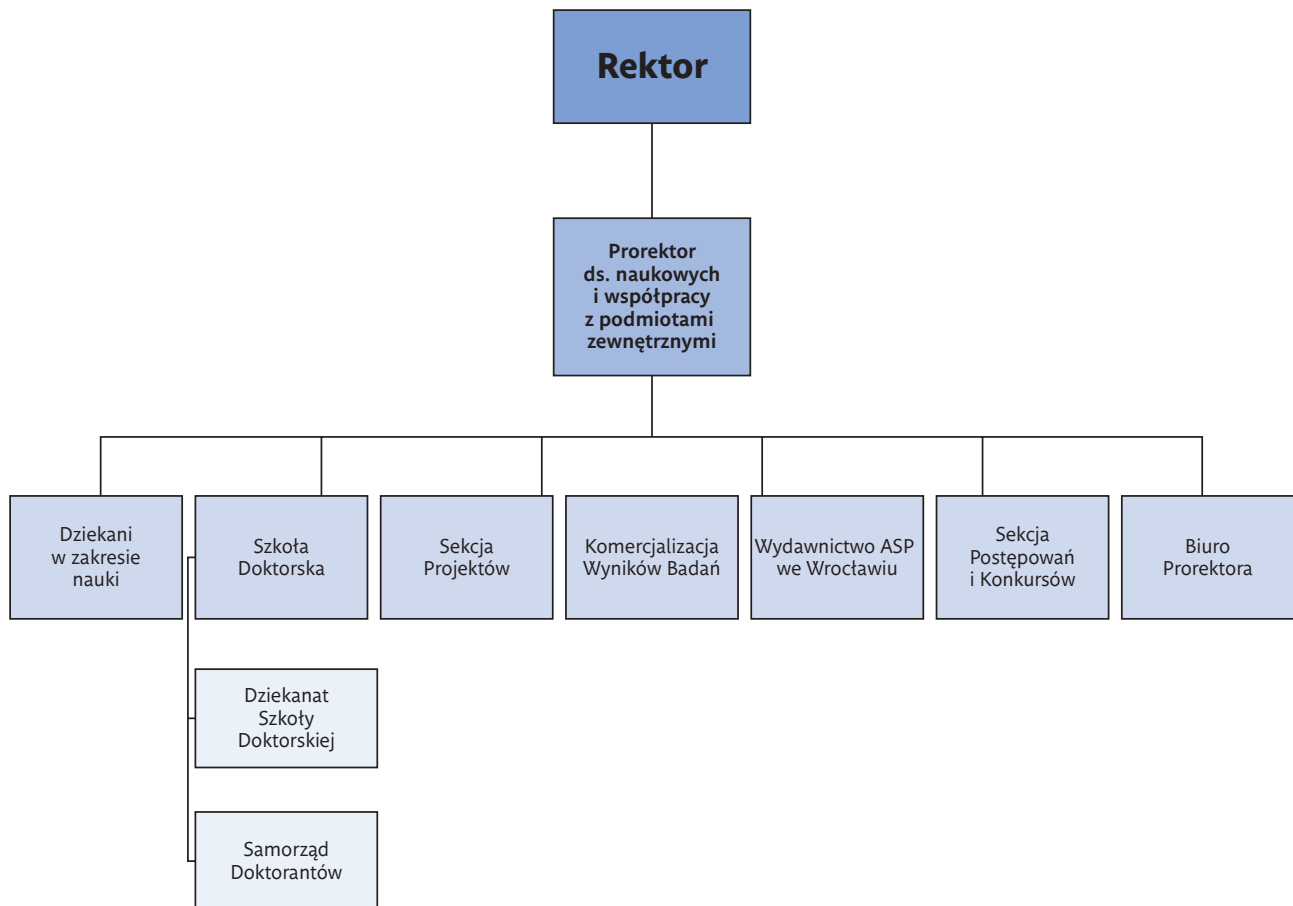 Rektor
Prorektor
ds. naukowych
i współpracy
z podmiotami
zewnętrznymi
Dziekani
w zakresie
nauki
Szkoła
Doktorska
Sekcja
Projektów
Komercjalizacja
Wyników Badań
Wydawnictwo ASP
we Wrocławiu
Sekcja
Postępowań
i Konkursów
Biuro
Prorektora
Dziekanat
Szkoły
Doktorskiej
Samorząd
Doktorantów